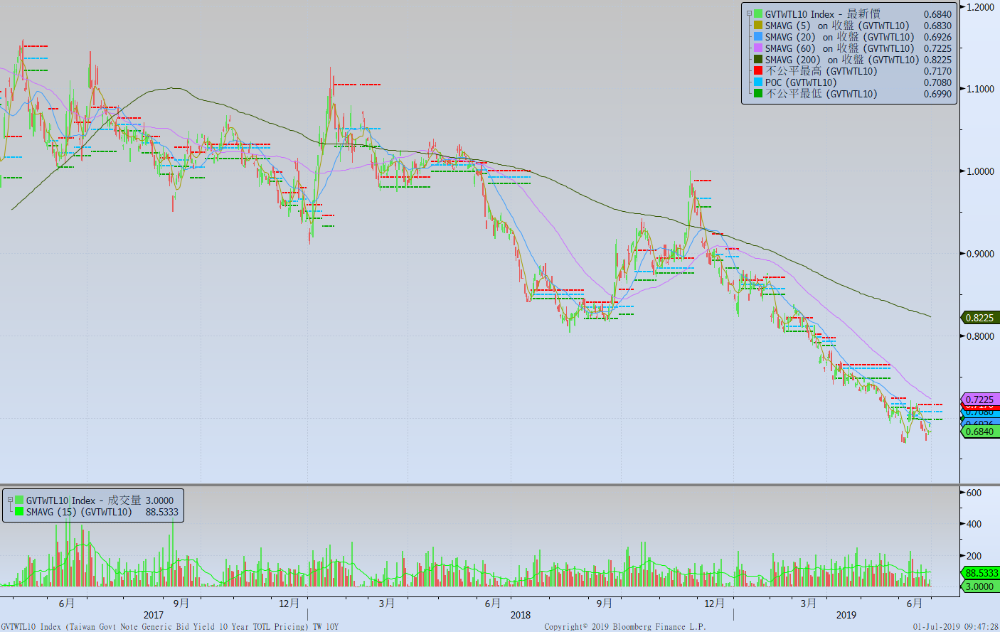 GVTWTL10 Index - 最新價 0.6840
SMAVG (5) on 收盤 (GVTWTL10) 0.6830
SMAVG (20) on 收盤 (GVTWTL10) 0.6926
SMAVG (60) on 收盤 (GVTWTL10) 0.7225
SMAVG (200) on 收盤 (GVTWTL10) 0.8225
不公平最高 (GVTWTL10) 0.7170
POC (GVTWTL10) 0.7080
不公平最低 (GVTWTL10) 0.6990
1.2000
1.1000
1.0000
0.9000
0.8225
0.8000
0.7225
0.7170
0.7080
0.6926
0.6840
GVTWTL10 Index - 成交量 3.0000
SMAVG (15) (GVTWTL10) 88.5333
600
400
200
88.5333
3.0000
6月 9月 12月 3月 6月 9月 12月 3月 6月
2017 2018 2019
GVTWTL10 Index (Taiwan Govt Note Generic Bid Yield 10 Year TOTL Pricing) TW 10Y Copyright© 2019 Bloomberg Finance L.P. 01-Jul-2019 09:47:28